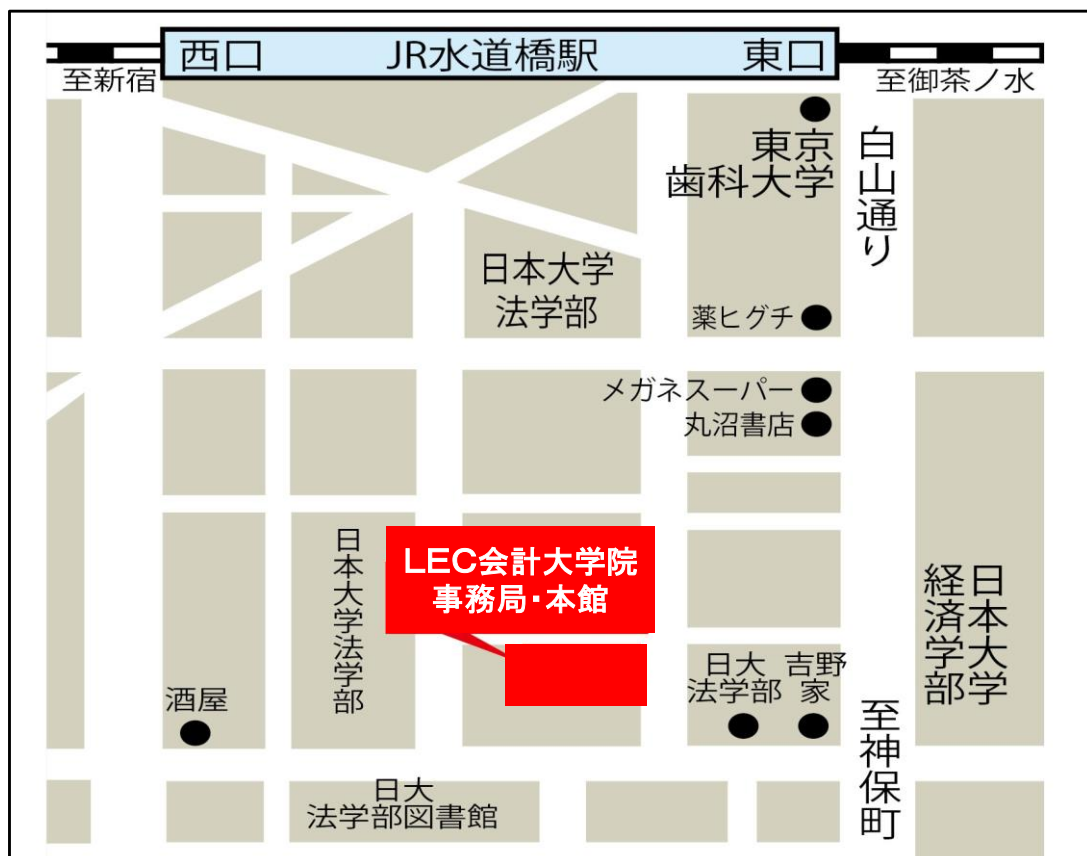 西口
JR水道橋駅
東口
至新宿
至御茶ノ水
東京
歯科大学
白山通り
日本大学
法学部
薬ヒグチ
メガネスーパー
丸沼書店
日本大学法学部
LEC会計大学院
事務局・本館
日本大学
経済学部
酒屋
日大
法学部
吉野
家
至神保町
日大
法学部図書館